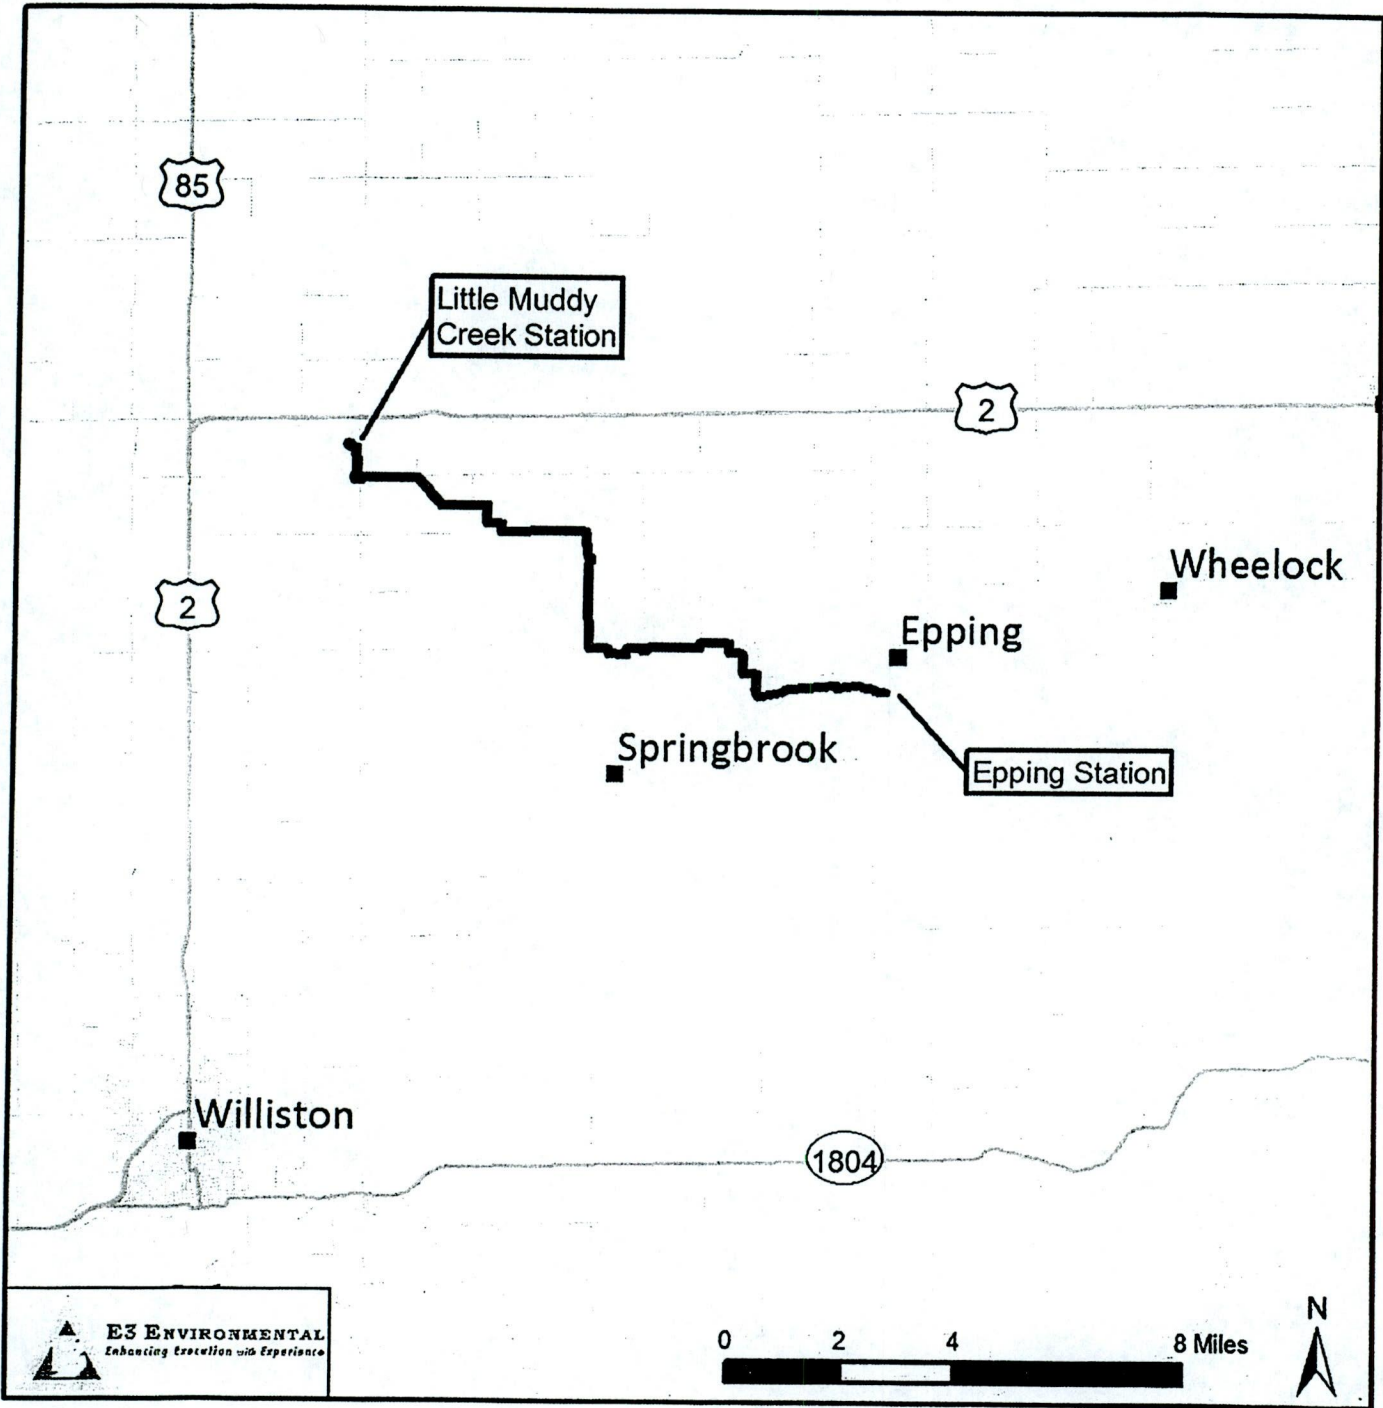 85
Little Muddy
Creek Station
2
Wheelock
2
Epping
Springbrook
Epping Station
Williston
1804
E3 ENVIRONMENTAL
Enhancing Execution with Experience
0 2 4 8 Miles
N